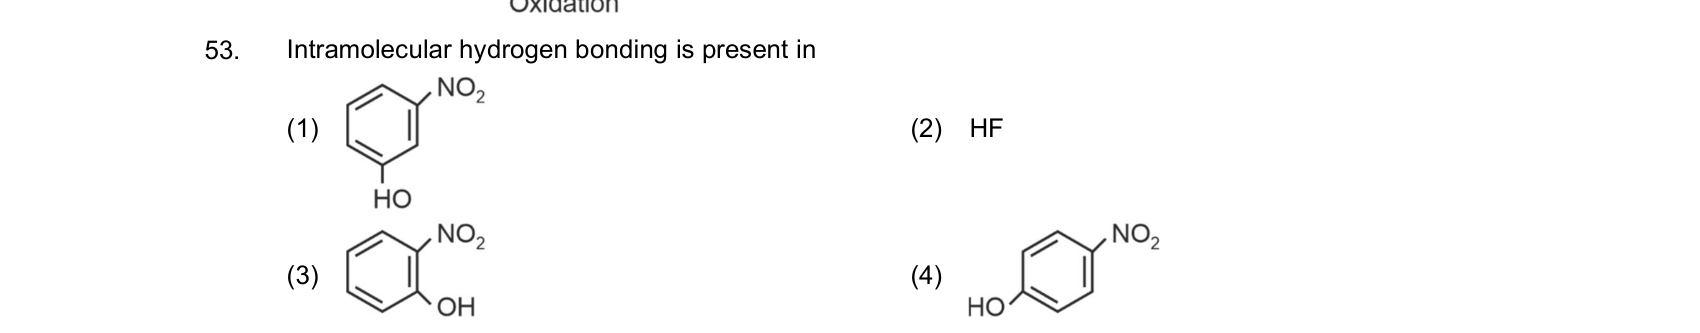 Oxidation
53. Intramolecular hydrogen bonding is present in
NO₂
(1)
HO
(2) HF
NO₂
(3)
OH
NO₂
(4)
HO